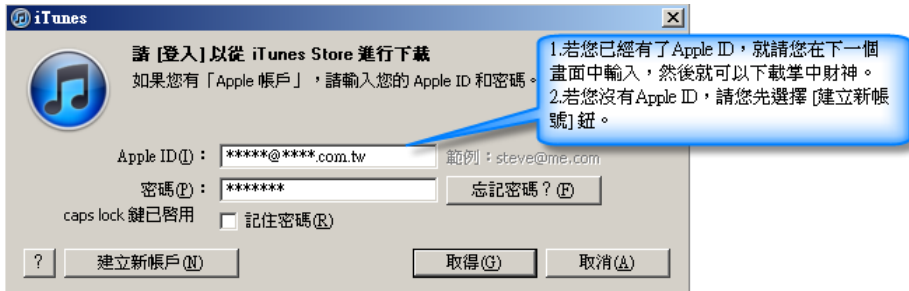 iTunes
請 [登入] 以從 iTunes Store 進行下載
如果您有「Apple 帳戶」，請輸入您的 Apple ID 和密碼。
1.若您已經有了Apple ID，就請您在下一個
畫面中輸入，然後就可以下載掌中財神。
2.若您沒有Apple ID，請您先選擇 [建立新帳
號] 鈕。
Apple ID(I)： *****@****.com.tw 範例：steve@me.com
密碼(P)： ******* 忘記密碼？(F)
caps lock 鍵已啓用 記住密碼(R)
? 建立新帳戶(N) 取得(G) 取消(A)